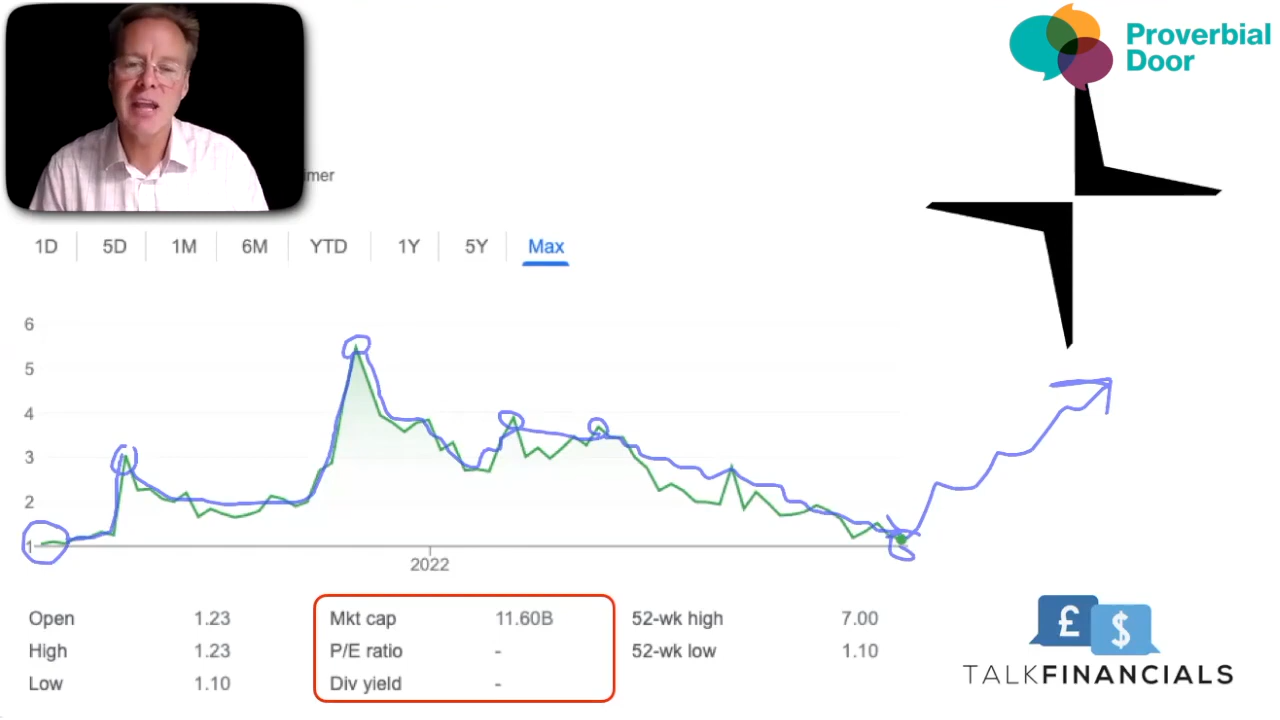 Proverbial
Door
imer
1D 5D 1M 6M YTD 1Y 5Y Max
6
5
4
3
2
1
2022
Open 1.23 Mkt cap 11.60B 52-wk high 7.00
High 1.23 P/E ratio - 52-wk low 1.10
Low 1.10 Div yield -
£ $
TALKFINANCIALS